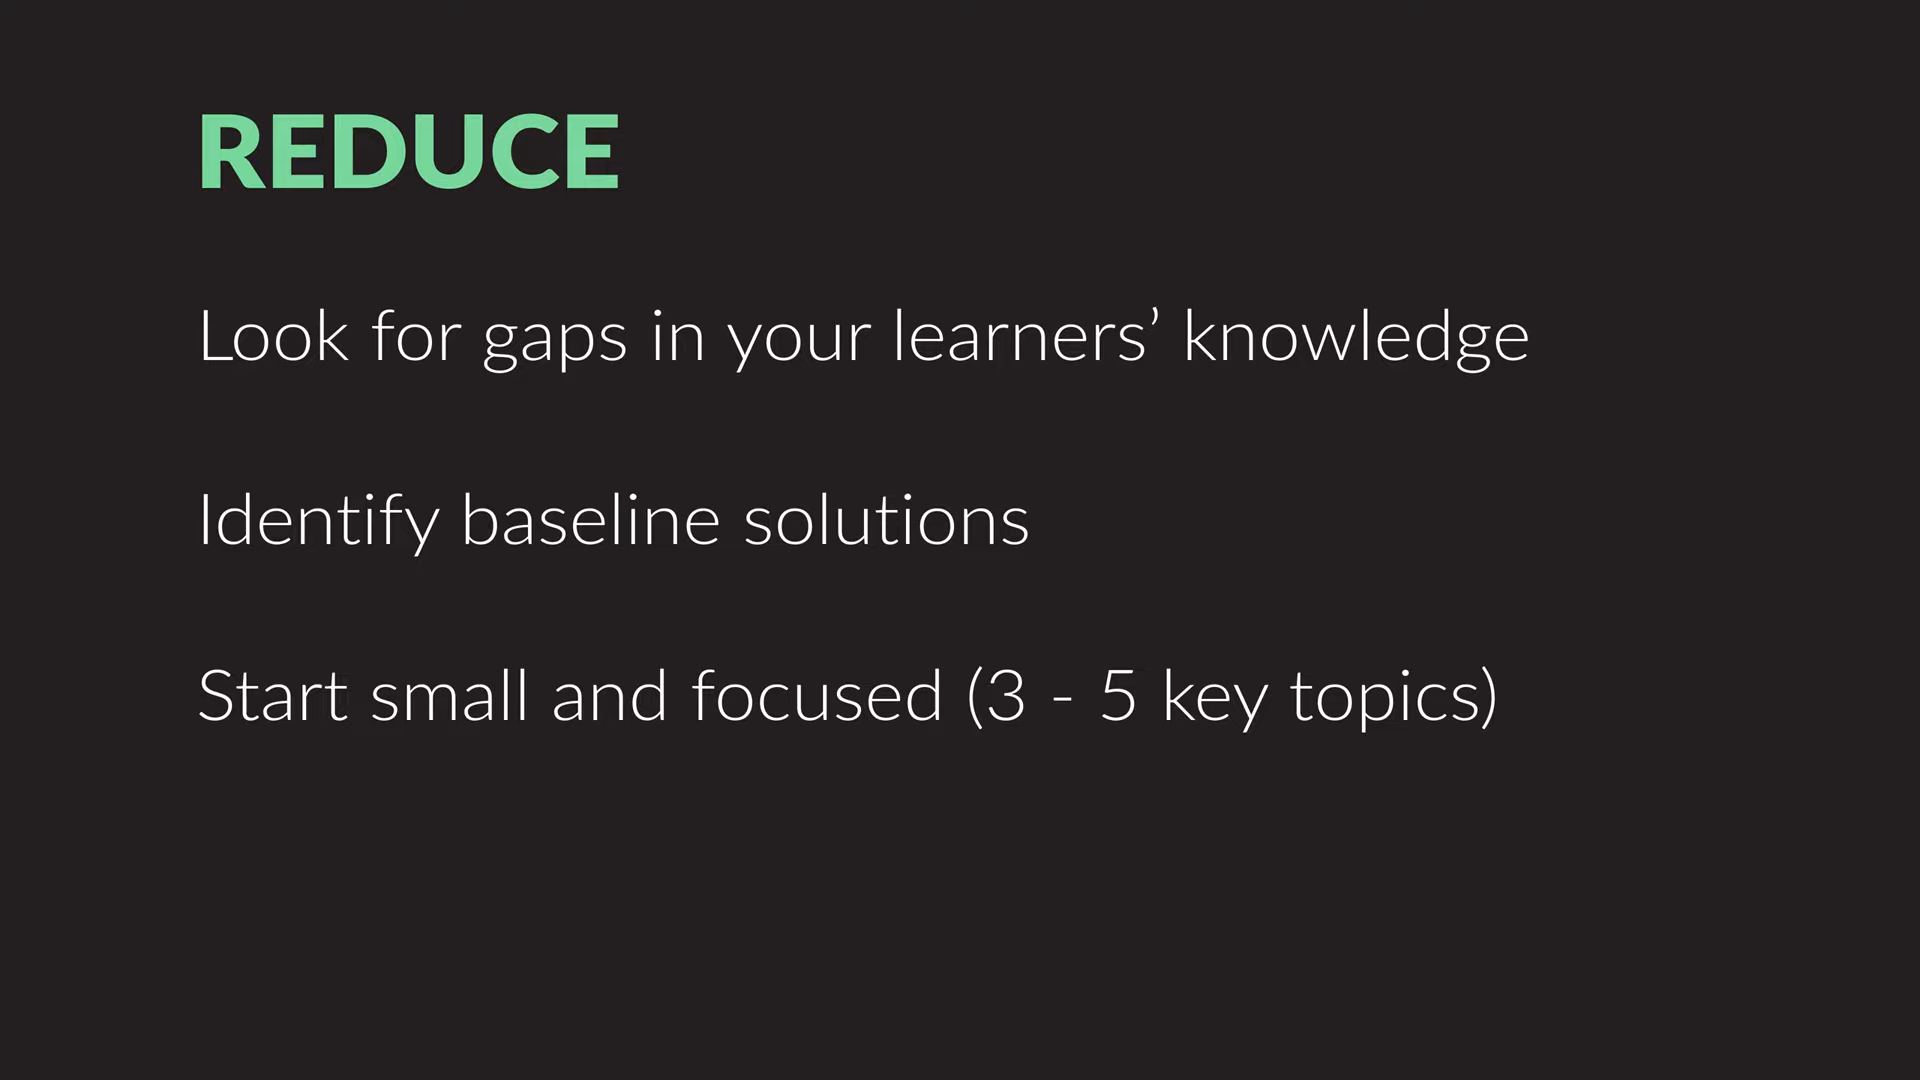 REDUCE
Look for gaps in your learners’ knowledge
Identify baseline solutions
Start small and focused (3 - 5 key topics)